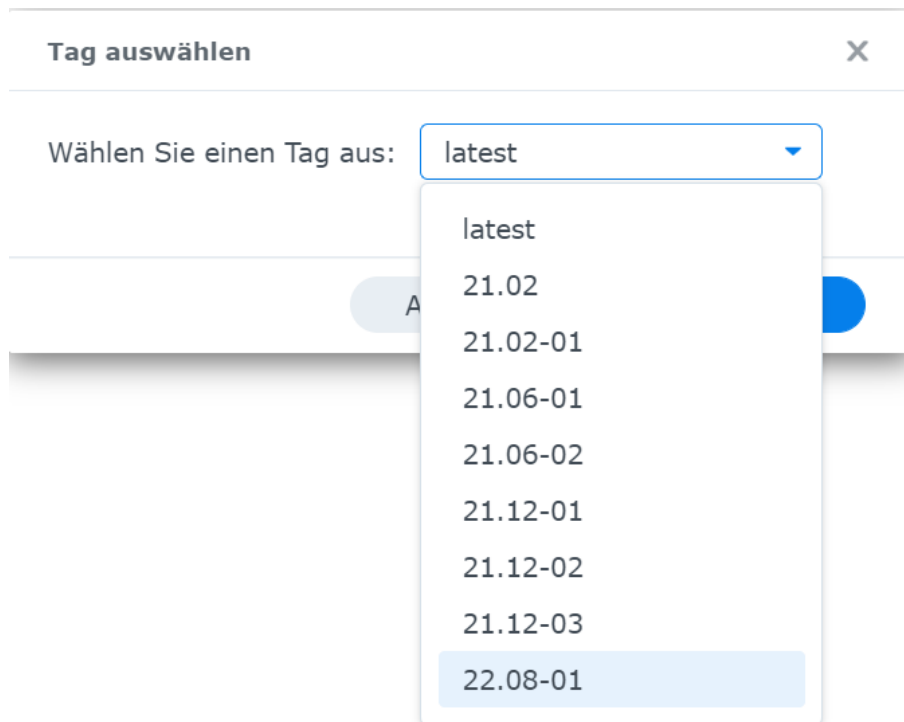 Tag auswählen
Wählen Sie einen Tag aus: latest
latest
21.02
21.02-01
21.06-01
21.06-02
21.12-01
21.12-02
21.12-03
22.08-01